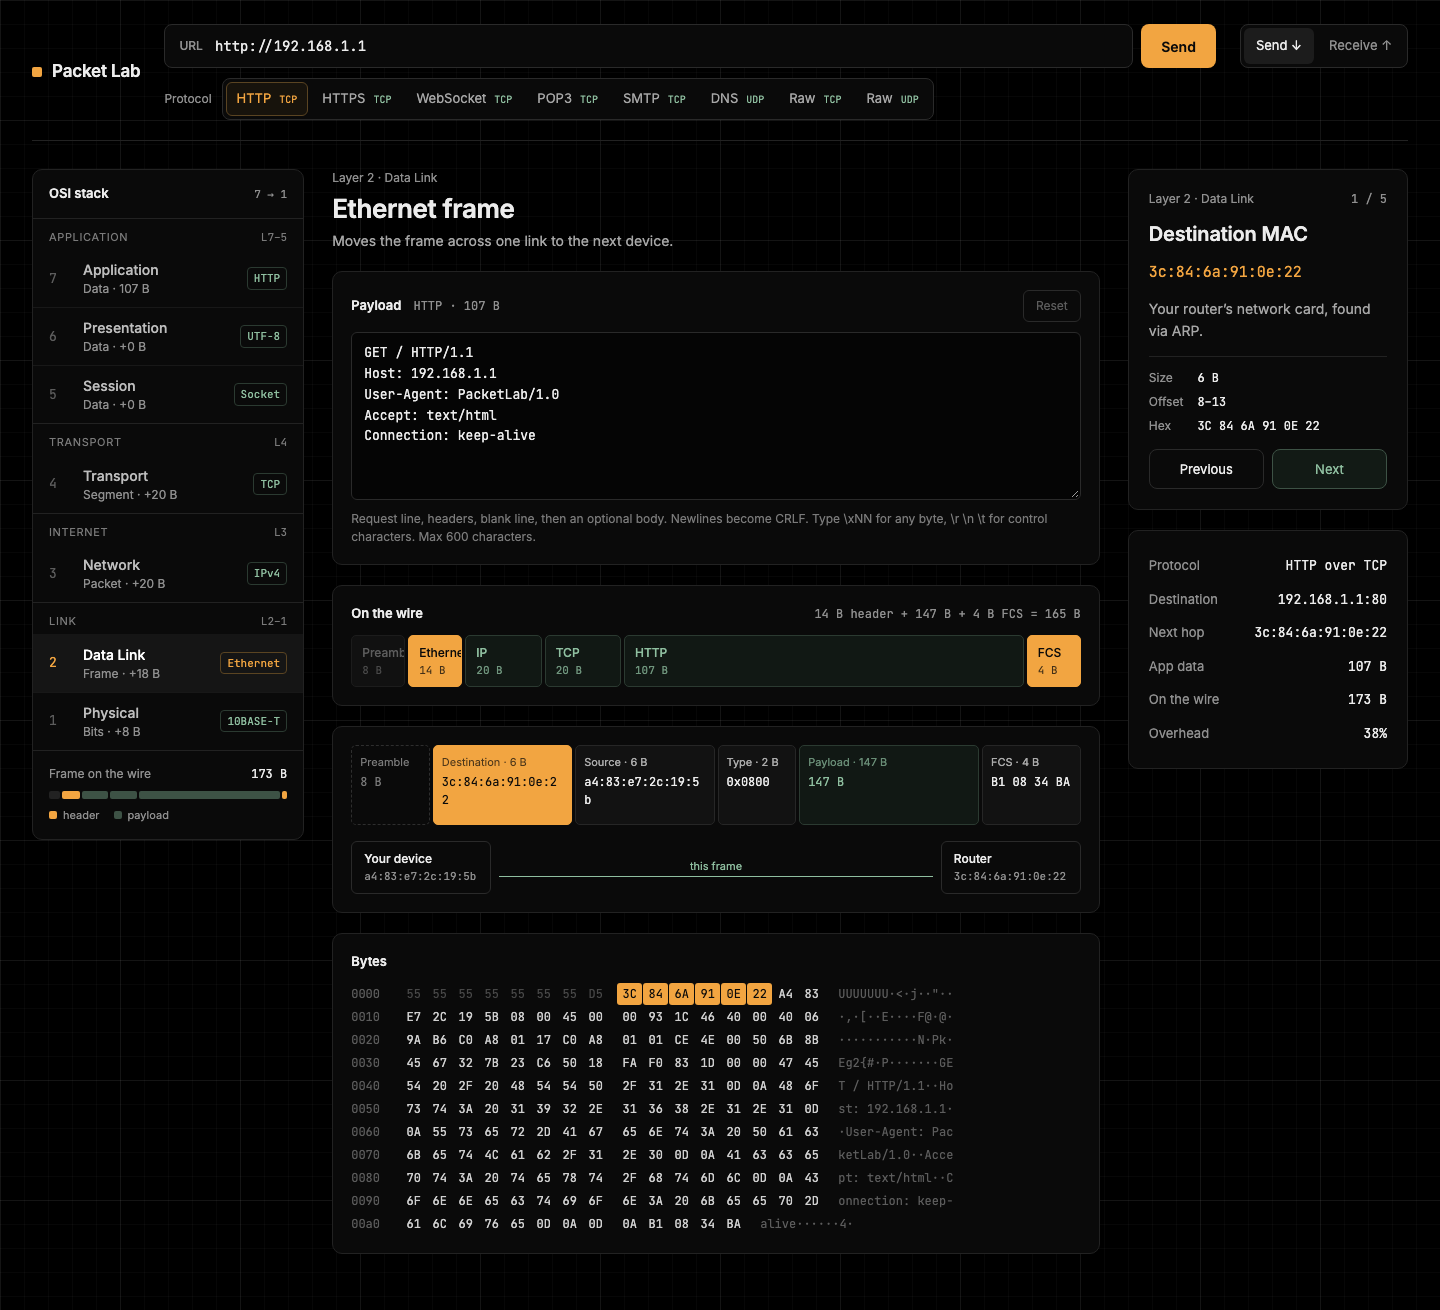 Packet Lab
URL http://192.168.1.1
Send
Send ↓ Receive ↑
Protocol HTTP TCP HTTPS TCP WebSocket TCP POP3 TCP SMTP TCP DNS UDP Raw TCP Raw UDP
OSI stack 7 → 1
APPLICATION L7–5
7 Application HTTP
Data · 107 B
6 Presentation UTF-8
Data · +0 B
5 Session Socket
Data · +0 B
TRANSPORT L4
4 Transport TCP
Segment · +20 B
INTERNET L3
3 Network IPv4
Packet · +20 B
LINK L2–1
2 Data Link Ethernet
Frame · +18 B
1 Physical 10BASE-T
Bits · +8 B
Frame on the wire 173 B
header payload
Layer 2 · Data Link
Ethernet frame
Moves the frame across one link to the next device.
Payload HTTP · 107 B Reset
GET / HTTP/1.1
Host: 192.168.1.1
User-Agent: PacketLab/1.0
Accept: text/html
Connection: keep-alive
Request line, headers, blank line, then an optional body. Newlines become CRLF. Type \xNN for any byte, \r \n \t for control
characters. Max 600 characters.
On the wire 14 B header + 147 B + 4 B FCS = 165 B
Preamb Etherne IP TCP HTTP FCS
8 B 14 B 20 B 20 B 107 B 4 B
Preamble Destination · 6 B Source · 6 B Type · 2 B Payload · 147 B FCS · 4 B
8 B 3c:84:6a:91:0e:2 a4:83:e7:2c:19:5 0x0800 147 B B1 08 34 BA
2 b
Your device this frame Router
a4:83:e7:2c:19:5b 3c:84:6a:91:0e:22
Bytes
0000 55 55 55 55 55 55 55 D5 3C 84 6A 91 0E 22 A4 83 UUUUUUU·<·j··"··
0010 E7 2C 19 5B 08 00 45 00 00 93 1C 46 40 00 40 06 ·,·[··E····F@·@·
0020 9A B6 C0 A8 01 17 C0 A8 01 01 CE 4E 00 50 6B 8B ···········N·Pk·
0030 45 67 32 7B 23 C6 50 18 FA F0 83 1D 00 00 47 45 Eg2{#·P·······GE
0040 54 20 2F 20 48 54 54 50 2F 31 2E 31 0D 0A 48 6F T / HTTP/1.1··Ho
0050 73 74 3A 20 31 39 32 2E 31 36 38 2E 31 2E 31 0D st: 192.168.1.1·
0060 0A 55 73 65 72 2D 41 67 65 6E 74 3A 20 50 61 63 ·User-Agent: Pac
0070 6B 65 74 4C 61 62 2F 31 2E 30 0D 0A 41 63 63 65 ketLab/1.0··Acce
0080 70 74 3A 20 74 65 78 74 2F 68 74 6D 6C 0D 0A 43 pt: text/html··C
0090 6F 6E 6E 65 63 74 69 6F 6E 3A 20 6B 65 65 70 2D onnection: keep-
00a0 61 6C 69 76 65 0D 0A 0D 0A B1 08 34 BA alive······4·
Layer 2 · Data Link 1 / 5
Destination MAC
3c:84:6a:91:0e:22
Your router’s network card, found
via ARP.
Size 6 B
Offset 8–13
Hex 3C 84 6A 91 0E 22
Previous Next
Protocol HTTP over TCP
Destination 192.168.1.1:80
Next hop 3c:84:6a:91:0e:22
App data 107 B
On the wire 173 B
Overhead 38%